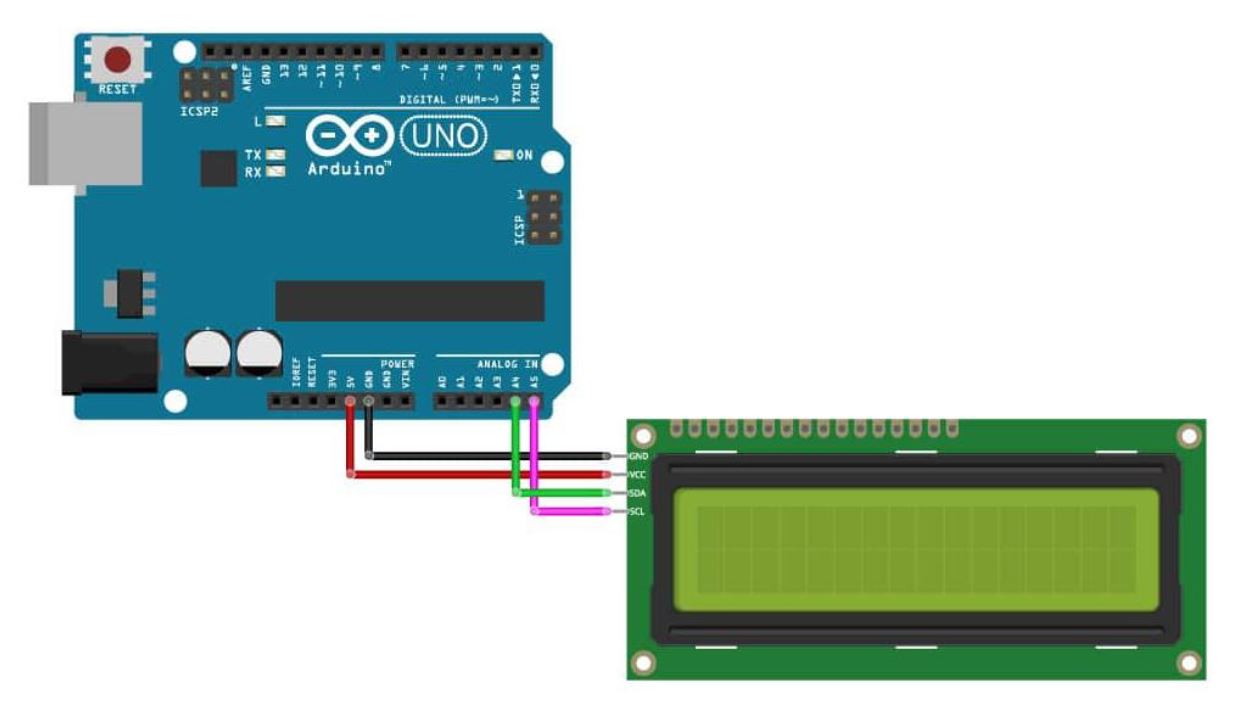 RESET
ICSP2
AREF
GND
13
12
~11
~10
~9
8
7
~6
~5
4
~3
2
TX0▶1
RX0◀0
DIGITAL (PWM=~)
L
TX
RX
UNO
Arduino™
ON
1
ICSP
POWER
ANALOG IN
IOREF
RESET
3V3
5V
GND
GND
VIN
A0
A1
A2
A3
A4
A5
GND
VCC
SDA
SCL